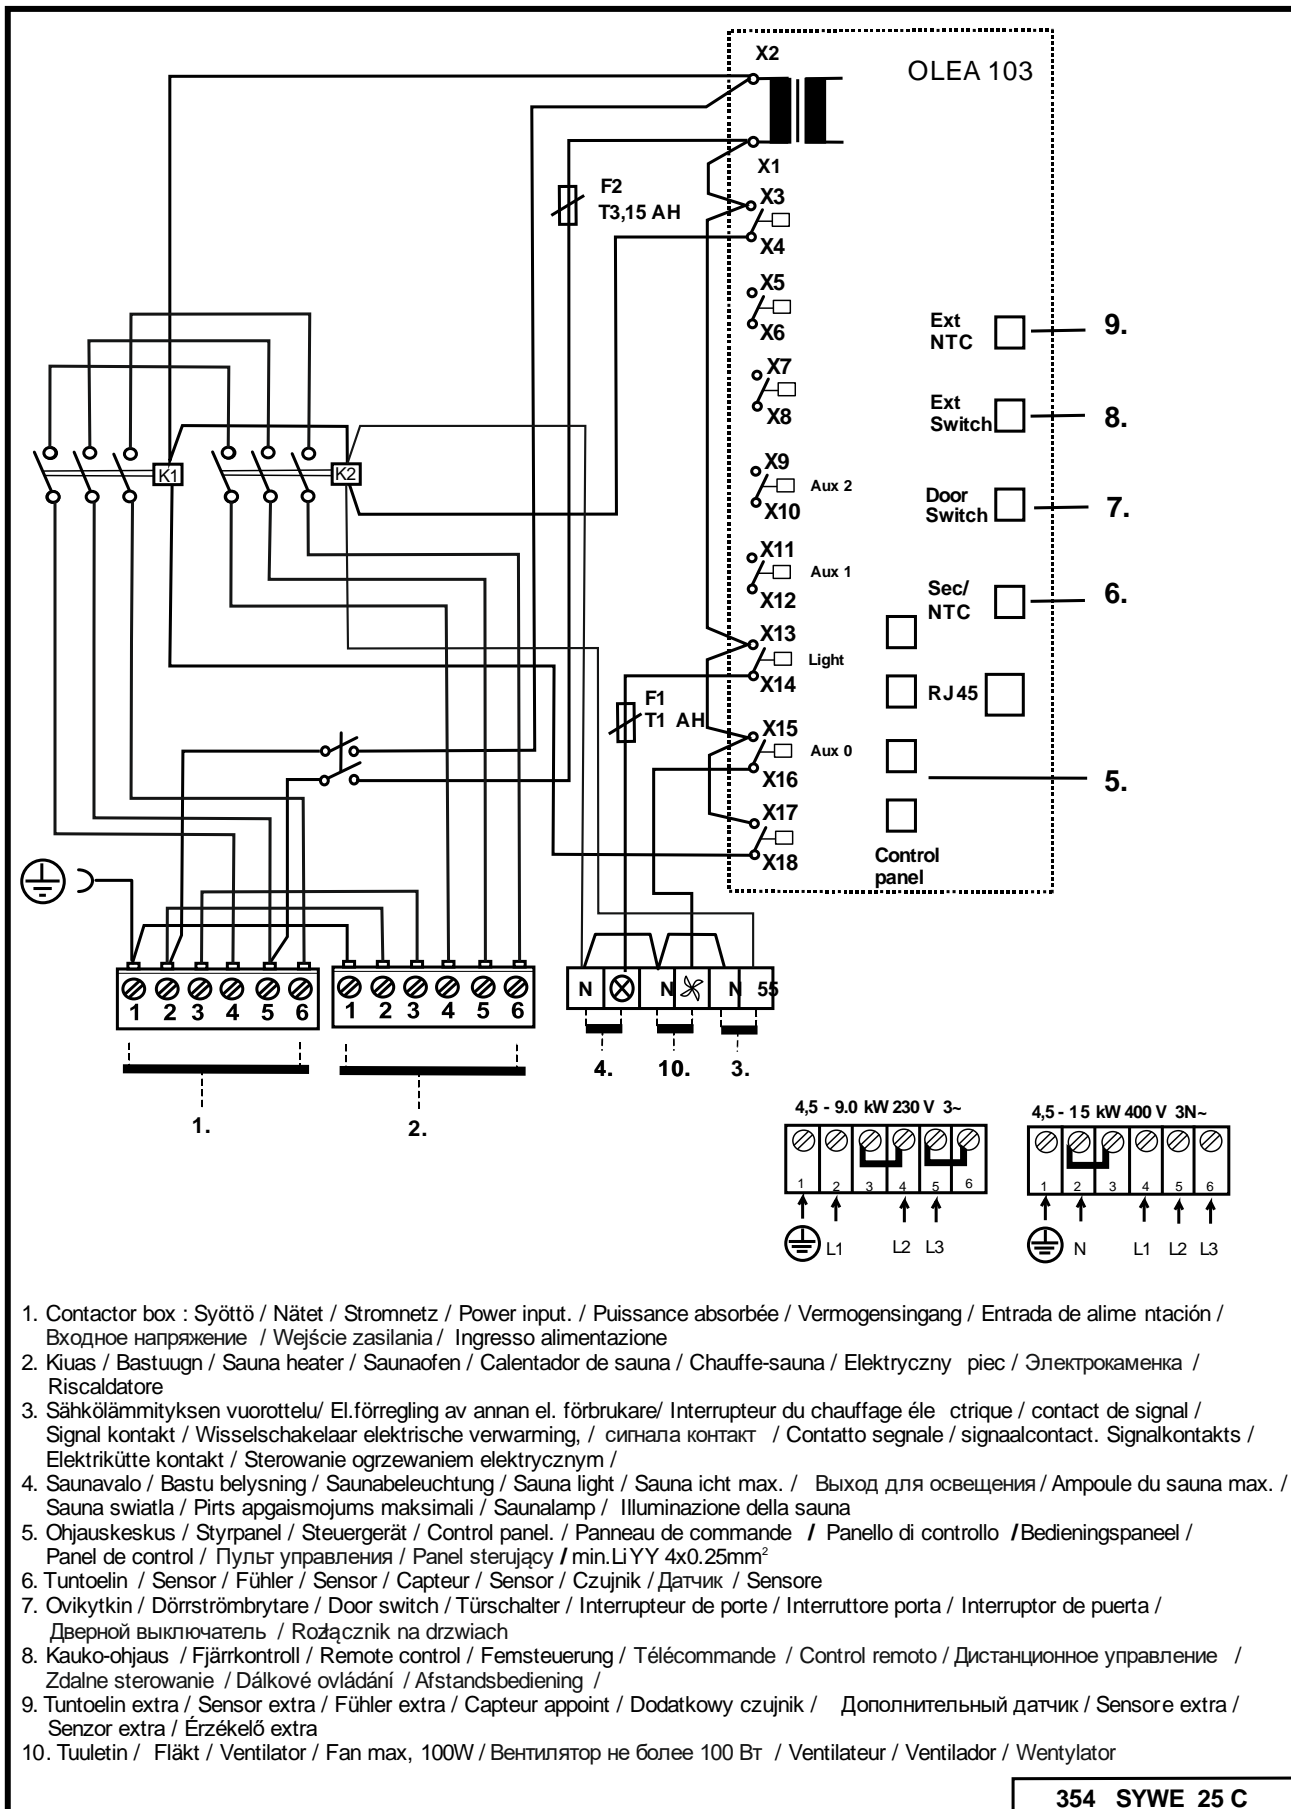 X2
OLEA 103
X1
F2
T3,15 AH
X3
X4
X5
X6
Ext
NTC
9.
X7
X8
Ext
Switch
8.
K1
K2
X9
Aux 2
X10
Door
Switch
7.
X11
Aux 1
X12
Sec/
NTC
6.
X13
Light
X14
RJ45
F1
T1 AH
X15
Aux 0
X16
5.
X17
X18
Control
panel
1 2 3 4 5 6
1 2 3 4 5 6
N N N 55
4. 10. 3.
1. 2.
4,5 - 9.0 kW 230 V 3~
1 2 3 4 5 6
L1 L2 L3
4,5 - 15 kW 400 V 3N~
1 2 3 4 5 6
N L1 L2 L3
1. Contactor box : Syöttö / Nätet / Stromnetz / Power input. / Puissance absorbée / Vermogensingang / Entrada de alime ntación /
Входное напряжение / Wejście zasilania / Ingresso alimentazione
2. Kiuas / Bastuugn / Sauna heater / Saunaofen / Calentador de sauna / Chauffe-sauna / Elektryczny piec / Электрокаменка /
Riscaldatore
3. Sähkölämmityksen vuorottelu/ El.förregling av annan el. förbrukare/ Interrupteur du chauffage éle ctrique / contact de signal /
Signal kontakt / Wisselschakelaar elektrische verwarming, / сигнала контакт / Contatto segnale / signaalcontact. Signalkontakts /
Elektrikütte kontakt / Sterowanie ogrzewaniem elektrycznym /
4. Saunavalo / Bastu belysning / Saunabeleuchtung / Sauna light / Sauna icht max. / Выход для освещения / Ampoule du sauna max. /
Sauna swiatla / Pirts apgaismojums maksimali / Saunalamp / Illuminazione della sauna
5. Ohjauskeskus / Styrpanel / Steuergerät / Control panel. / Panneau de commande / Panello di controllo / Bedieningspaneel /
Panel de control / Пульт управления / Panel sterujący / min.LiYY 4x0.25mm²
6. Tuntoelin / Sensor / Fühler / Sensor / Capteur / Sensor / Czujnik / Датчик / Sensore
7. Ovikytkin / Dörrströmbrytare / Door switch / Türschalter / Interrupteur de porte / Interruttore porta / Interruptor de puerta /
Дверной выключатель / Rozłącznik na drzwiach
8. Kauko-ohjaus / Fjärrkontroll / Remote control / Femsteuerung / Télécommande / Control remoto / Дистанционное управление /
Zdalne sterowanie / Dálkové ovládání / Afstandsbediening /
9. Tuntoelin extra / Sensor extra / Fühler extra / Capteur appoint / Dodatkowy czujnik / Дополнительный датчик / Sensore extra /
Senzor extra / Érzékelő extra
10. Tuuletin / Fläkt / Ventilator / Fan max, 100W / Вентилятор не более 100 Вт / Ventilateur / Ventilador / Wentylator
354 SYWE 25 C